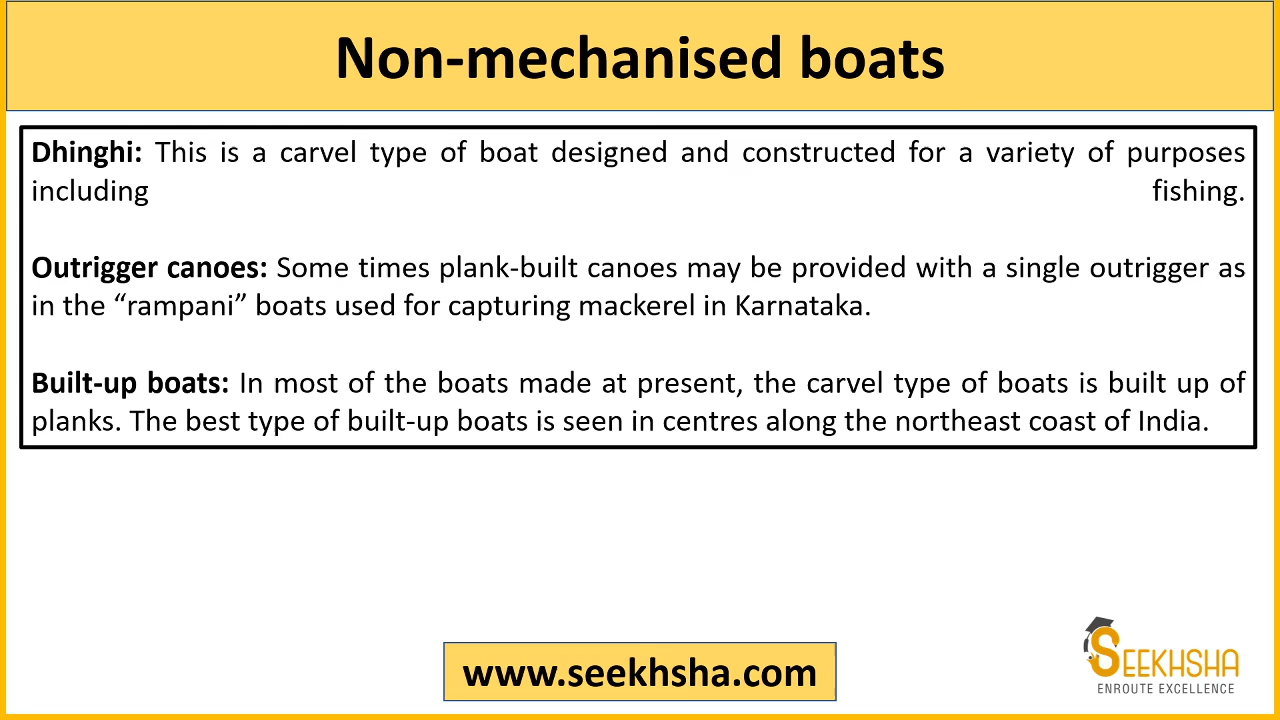 Non-mechanised boats
Dhinghi: This is a carvel type of boat designed and constructed for a variety of purposes
including fishing.
Outrigger canoes: Some times plank-built canoes may be provided with a single outrigger as
in the “rampani” boats used for capturing mackerel in Karnataka.
Built-up boats: In most of the boats made at present, the carvel type of boats is built up of
planks. The best type of built-up boats is seen in centres along the northeast coast of India.
www.seekhsha.com
SEEKHSHA
ENROUTE EXCELLENCE